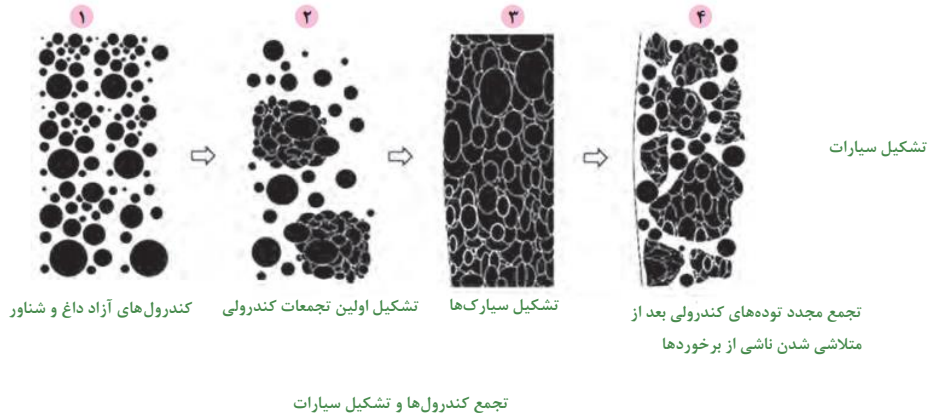 ۱
۲
۳
۴
تشکیل سیارات
کندرول‌های آزاد داغ و شناور
تشکیل اولین تجمعات کندرولی
تشکیل سیارک‌ها
تجمع مجدد توده‌های کندرولی بعد از
متلاشی شدن ناشی از برخوردها
تجمع کندرول‌ها و تشکیل سیارات